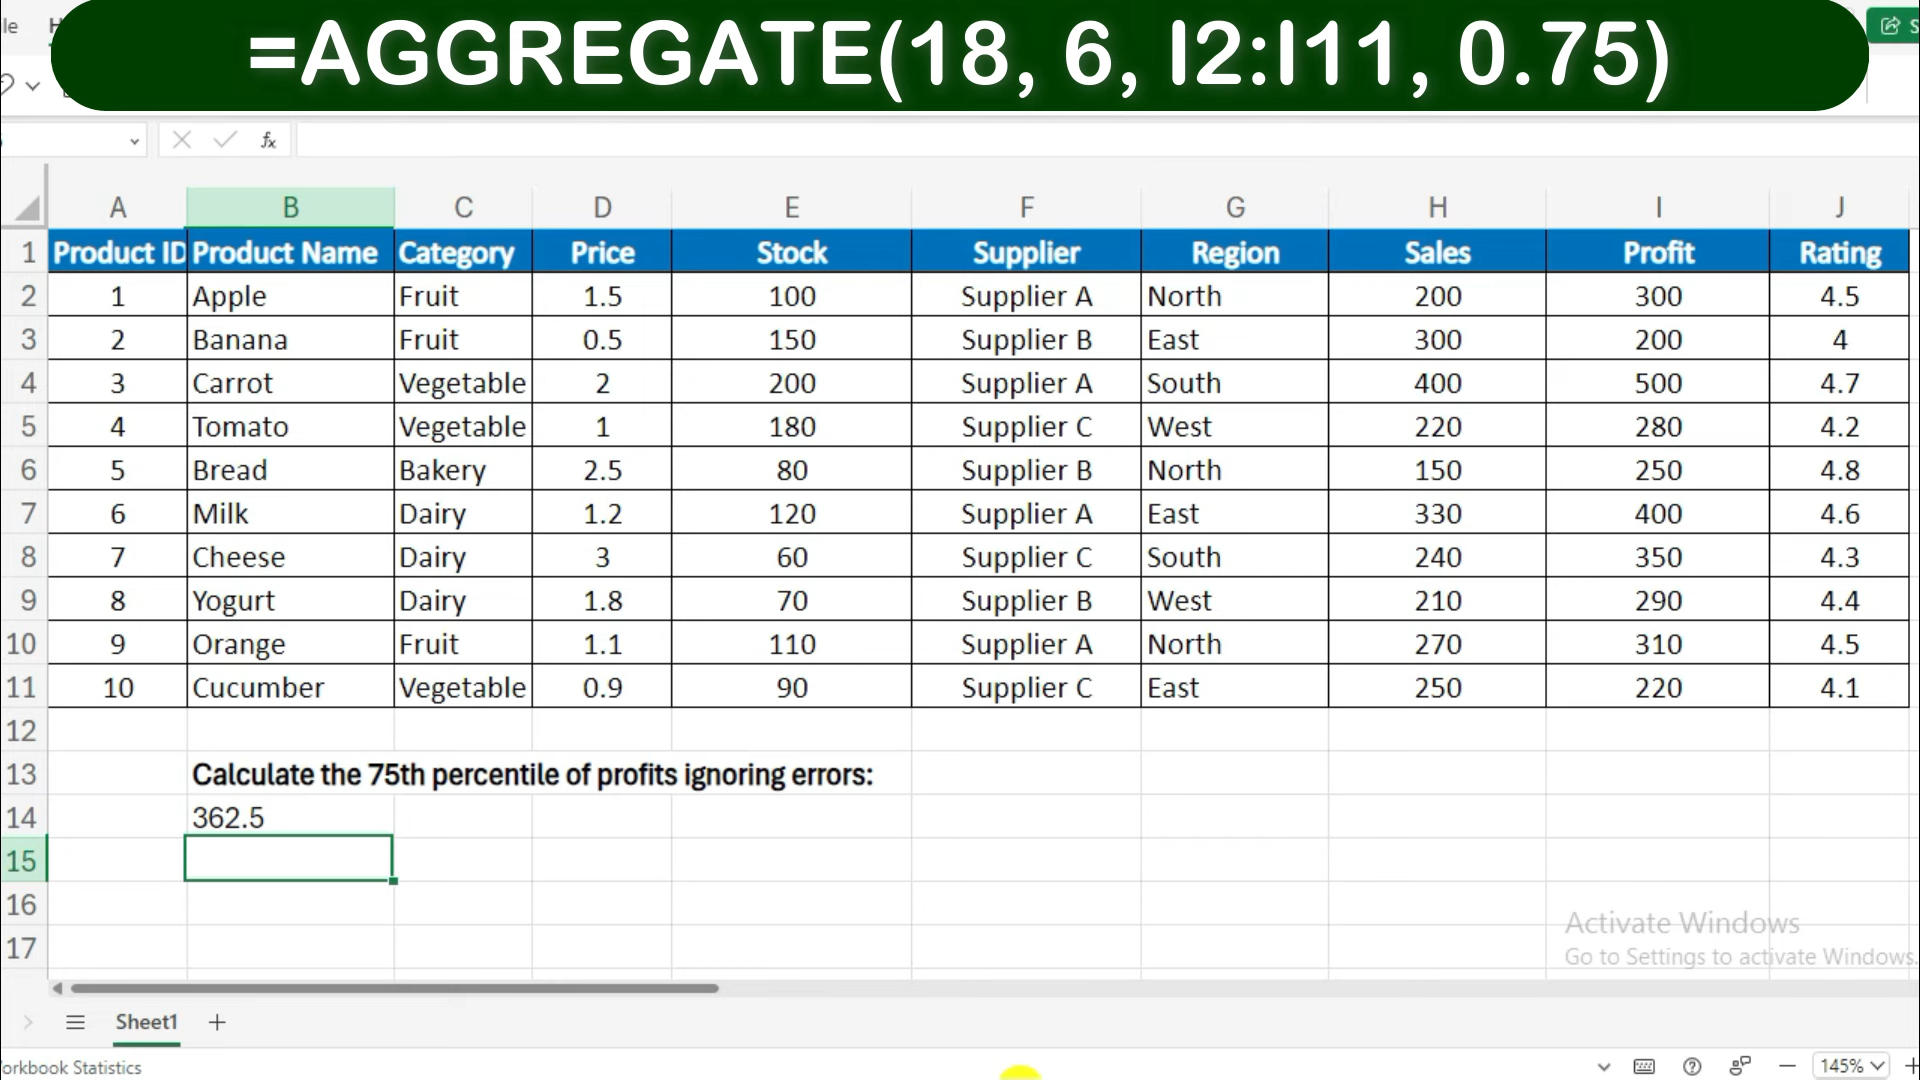 le H
=AGGREGATE(18, 6, I2:I11, 0.75)
S
fx
A B C D E F G H I J
1 Product ID Product Name Category Price Stock Supplier Region Sales Profit Rating
2 1 Apple Fruit 1.5 100 Supplier A North 200 300 4.5
3 2 Banana Fruit 0.5 150 Supplier B East 300 200 4
4 3 Carrot Vegetable 2 200 Supplier A South 400 500 4.7
5 4 Tomato Vegetable 1 180 Supplier C West 220 280 4.2
6 5 Bread Bakery 2.5 80 Supplier B North 150 250 4.8
7 6 Milk Dairy 1.2 120 Supplier A East 330 400 4.6
8 7 Cheese Dairy 3 60 Supplier C South 240 350 4.3
9 8 Yogurt Dairy 1.8 70 Supplier B West 210 290 4.4
10 9 Orange Fruit 1.1 110 Supplier A North 270 310 4.5
11 10 Cucumber Vegetable 0.9 90 Supplier C East 250 220 4.1
12
13 Calculate the 75th percentile of profits ignoring errors:
14 362.5
15
16
17
Activate Windows
Go to Settings to activate Windows.
Sheet1
orkbook Statistics
145%